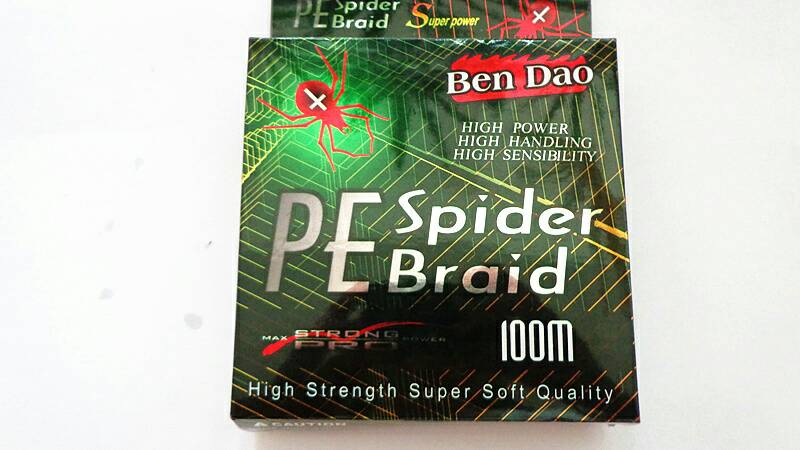 PE Spider Braid Super power
Ben Dao
HIGH POWER
HIGH HANDLING
HIGH SENSIBILITY
PE Spider
Braid
MAX STRONG PRO POWER
100M
High Strength Super Soft Quality
CAUTION